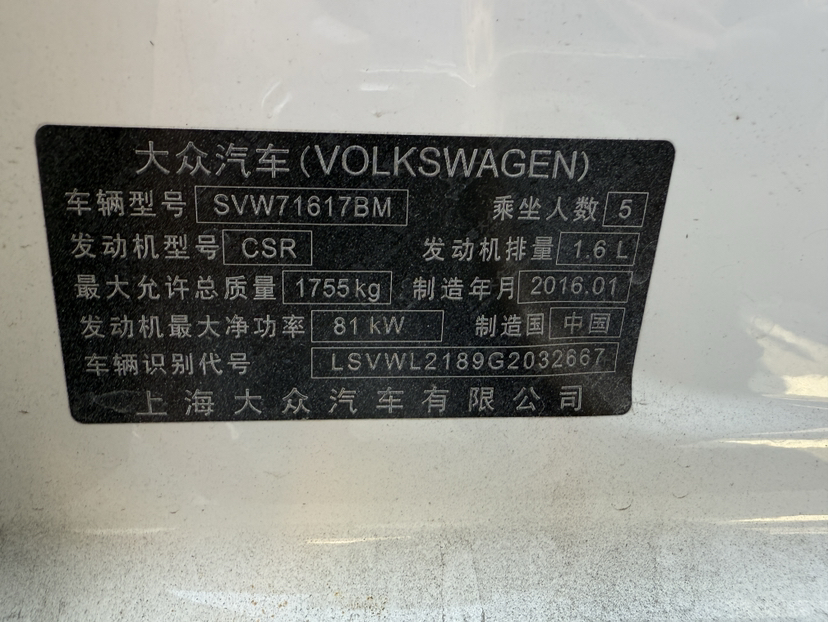 大众汽车(VOLKSWAGEN)
车辆型号 SVW71617BM 乘坐人数 5
发动机型号 CSR 发动机排量 1.6 L
最大允许总质量 1755kg 制造年月 2016.01
发动机最大净功率 81 kW 制造国 中国
车辆识别代号 LSVWL2189G2032667
上海大众汽车有限公司